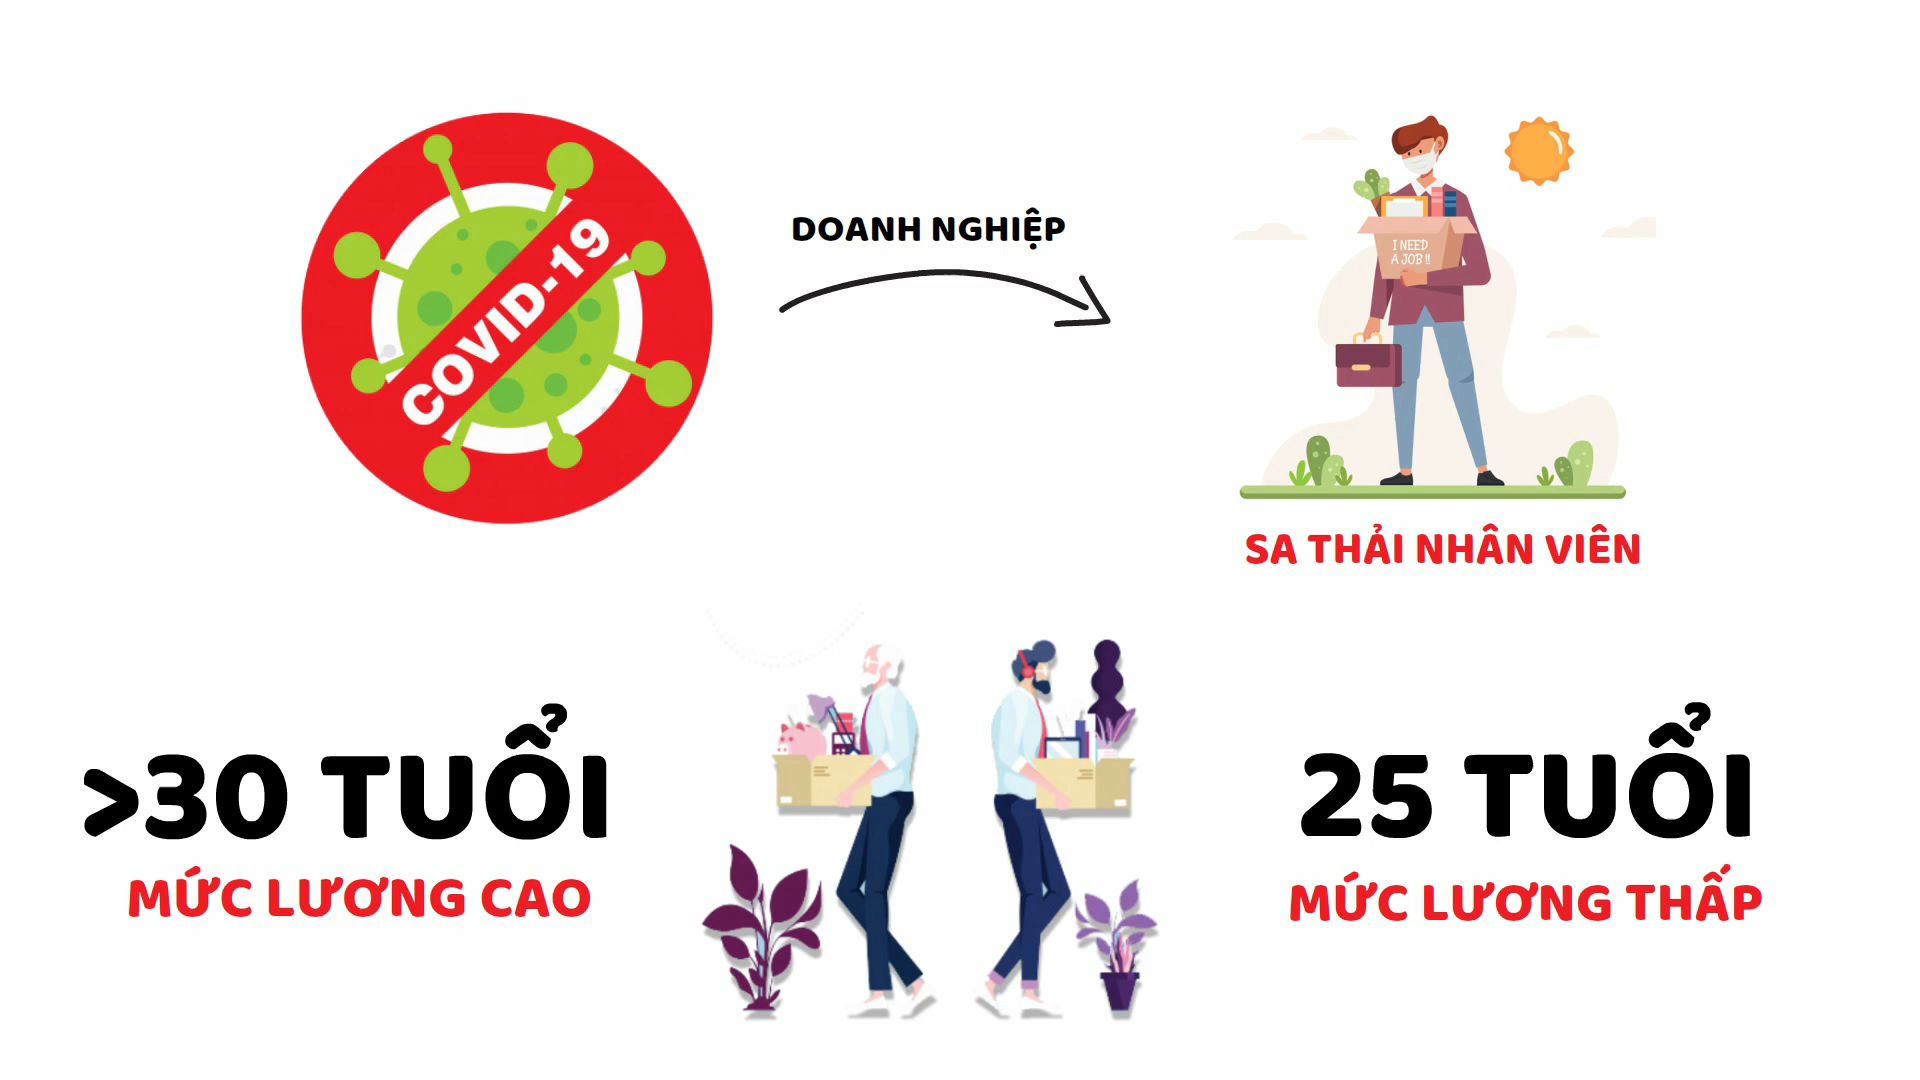 COVID-19
DOANH NGHIỆP
I NEED
A JOB !!
SA THẢI NHÂN VIÊN
>30 TUỔI
MỨC LƯƠNG CAO
25 TUỔI
MỨC LƯƠNG THẤP